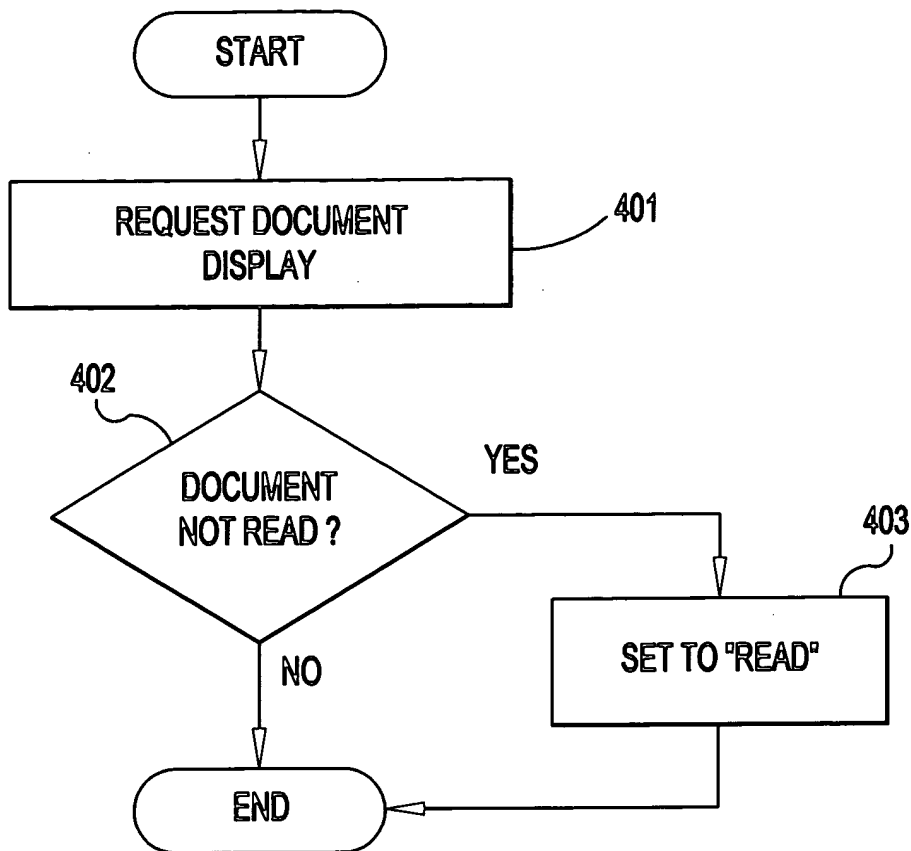 START
REQUEST DOCUMENT
DISPLAY
401
402
DOCUMENT
NOT READ ?
YES
403
SET TO "READ"
NO
END